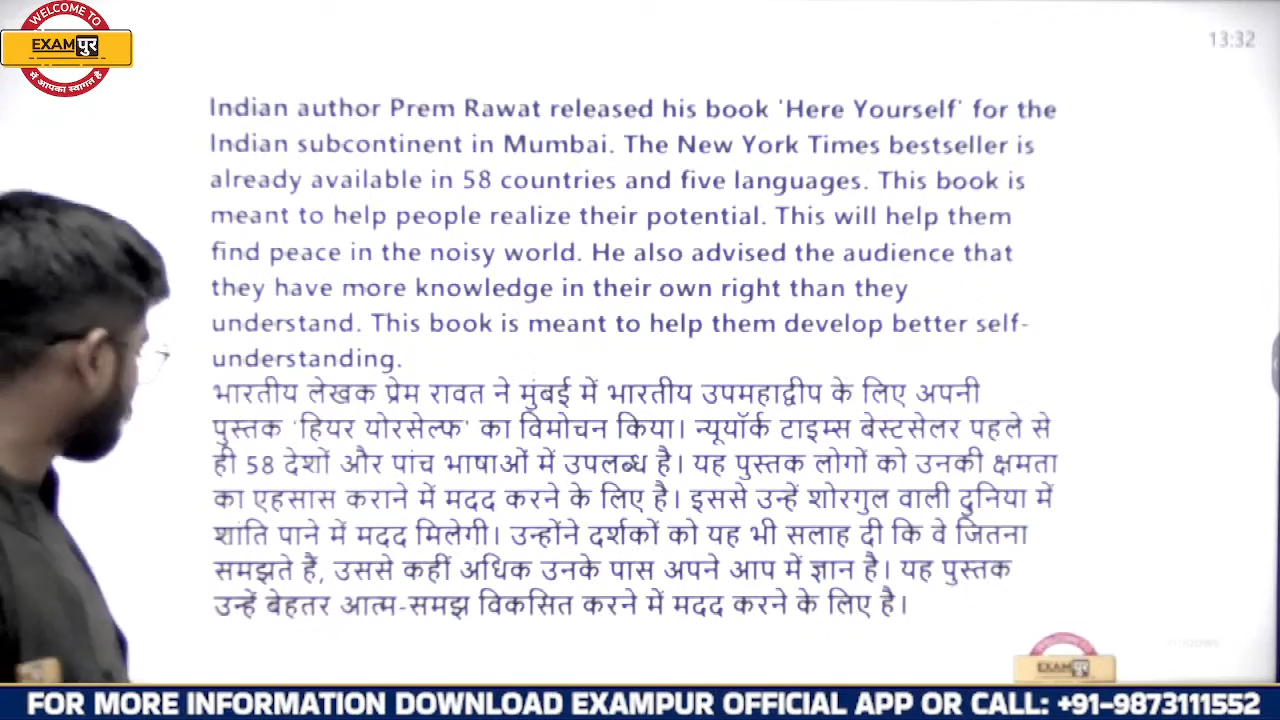 WELCOME TO
EXAMपुर
में आपका स्वागत है
13:32
Indian author Prem Rawat released his book 'Here Yourself' for the
Indian subcontinent in Mumbai. The New York Times bestseller is
already available in 58 countries and five languages. This book is
meant to help people realize their potential. This will help them
find peace in the noisy world. He also advised the audience that
they have more knowledge in their own right than they
understand. This book is meant to help them develop better self-
understanding.
भारतीय लेखक प्रेम रावत ने मुंबई में भारतीय उपमहाद्वीप के लिए अपनी
पुस्तक 'हियर योरसेल्फ' का विमोचन किया। न्यूयॉर्क टाइम्स बेस्टसेलर पहले से
ही 58 देशों और पांच भाषाओं में उपलब्ध है। यह पुस्तक लोगों को उनकी क्षमता
का एहसास कराने में मदद करने के लिए है। इससे उन्हें शोरगुल वाली दुनिया में
शांति पाने में मदद मिलेगी। उन्होंने दर्शकों को यह भी सलाह दी कि वे जितना
समझते हैं, उससे कहीं अधिक उनके पास अपने आप में ज्ञान है। यह पुस्तक
उन्हें बेहतर आत्म-समझ विकसित करने में मदद करने के लिए है।
EXAMपुर
FOR MORE INFORMATION DOWNLOAD EXAMPUR OFFICIAL APP OR CALL: +91-9873111552